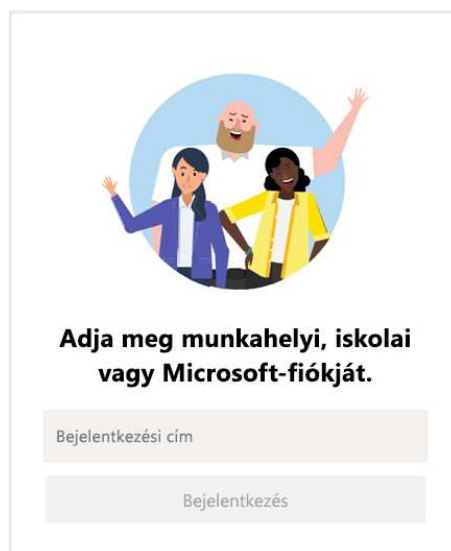 Adja meg munkahelyi, iskolai
vagy Microsoft-fiókját.
Bejelentkezési cím
Bejelentkezés